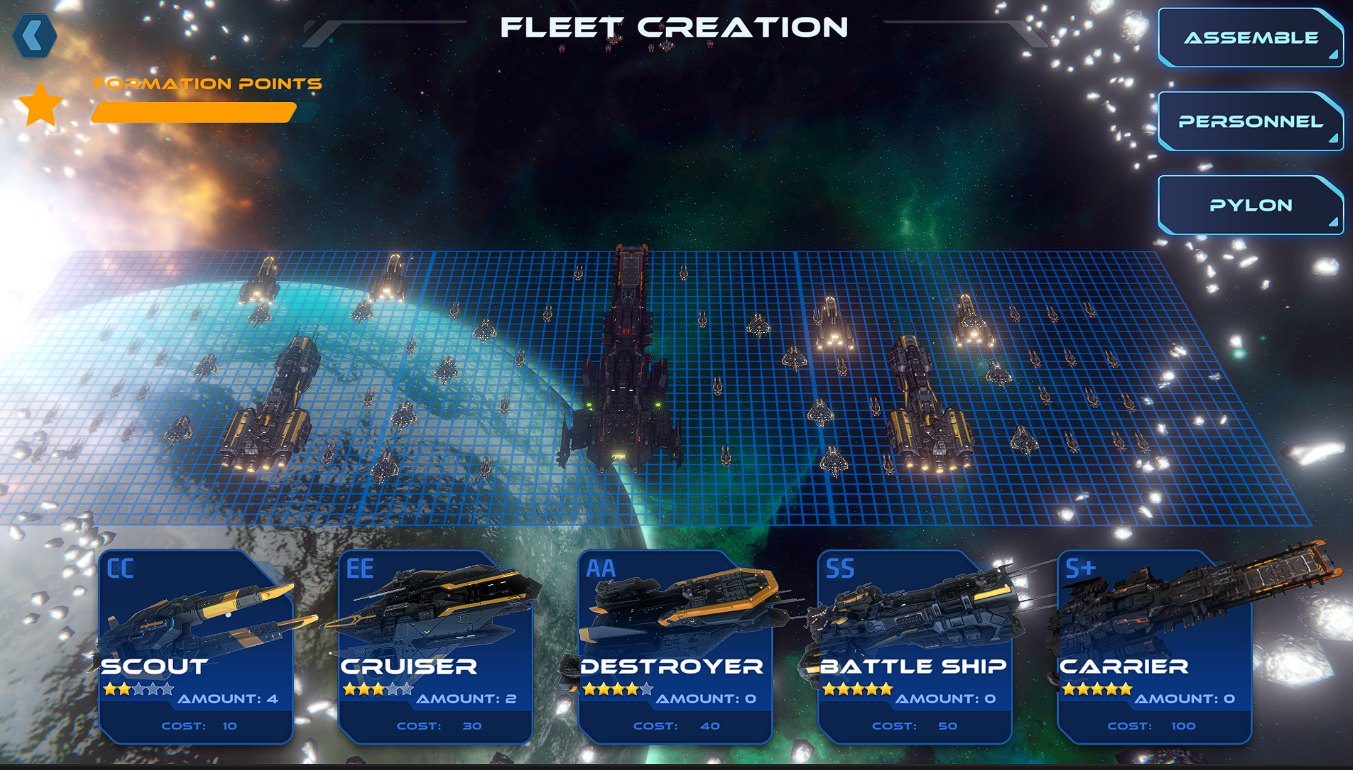 FLEET CREATION
ASSEMBLE
FORMATION POINTS
PERSONNEL
PYLON
CC
SCOUT
AMOUNT: 4
COST: 10
EE
CRUISER
AMOUNT: 2
COST: 30
AA
DESTROYER
AMOUNT: 0
COST: 40
SS
BATTLE SHIP
AMOUNT: 0
COST: 50
S+
CARRIER
AMOUNT: 0
COST: 100